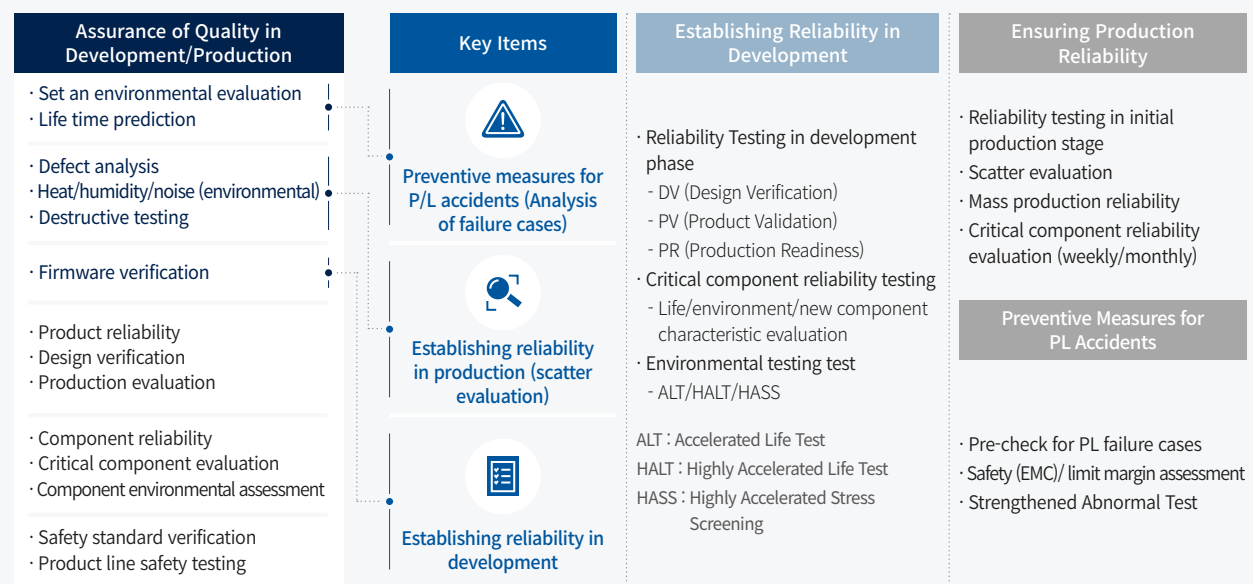 Assurance of Quality in
Development/Production
· Set an environmental evaluation
· Life time prediction
· Defect analysis
· Heat/humidity/noise (environmental)
· Destructive testing
· Firmware verification
· Product reliability
· Design verification
· Production evaluation
· Component reliability
· Critical component evaluation
· Component environmental assessment
· Safety standard verification
· Product line safety testing
Key Items
Preventive measures for
P/L accidents (Analysis
of failure cases)
Establishing reliability
in production (scatter
evaluation)
Establishing reliability in
development
Establishing Reliability in
Development
· Reliability Testing in development
phase
- DV (Design Verification)
- PV (Product Validation)
- PR (Production Readiness)
· Critical component reliability testing
- Life/environment/new component
characteristic evaluation
· Environmental testing test
- ALT/HALT/HASS
ALT : Accelerated Life Test
HALT : Highly Accelerated Life Test
HASS : Highly Accelerated Stress
Screening
Ensuring Production
Reliability
· Reliability testing in initial
production stage
· Scatter evaluation
· Mass production reliability
· Critical component reliability
evaluation (weekly/monthly)
Preventive Measures for
PL Accidents
· Pre-check for PL failure cases
· Safety (EMC)/ limit margin assessment
· Strengthened Abnormal Test